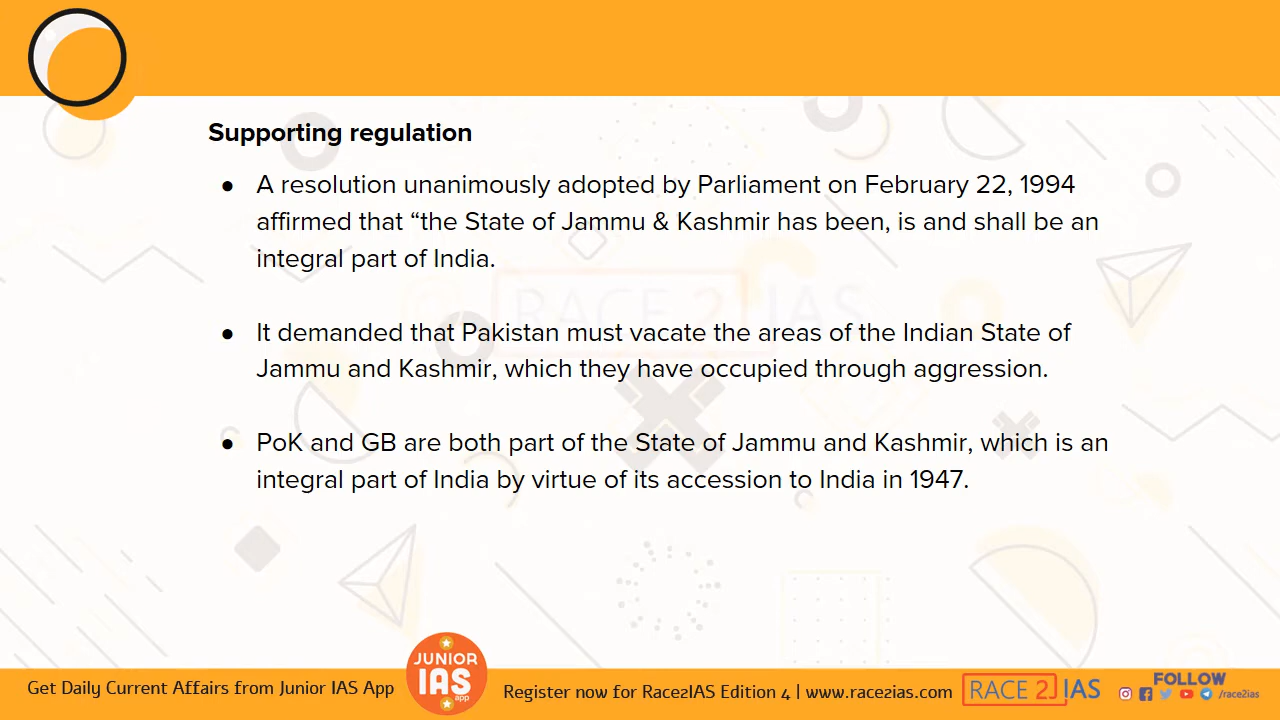 Supporting regulation
● A resolution unanimously adopted by Parliament on February 22, 1994
affirmed that “the State of Jammu & Kashmir has been, is and shall be an
integral part of India.
RACE 2 IAS
● It demanded that Pakistan must vacate the areas of the Indian State of
Jammu and Kashmir, which they have occupied through aggression.
● PoK and GB are both part of the State of Jammu and Kashmir, which is an
integral part of India by virtue of its accession to India in 1947.
Get Daily Current Affairs from Junior IAS App
JUNIOR
IAS
app
Register now for Race2IAS Edition 4 | www.race2ias.com
RACE 2 IAS
FOLLOW
/race2ias